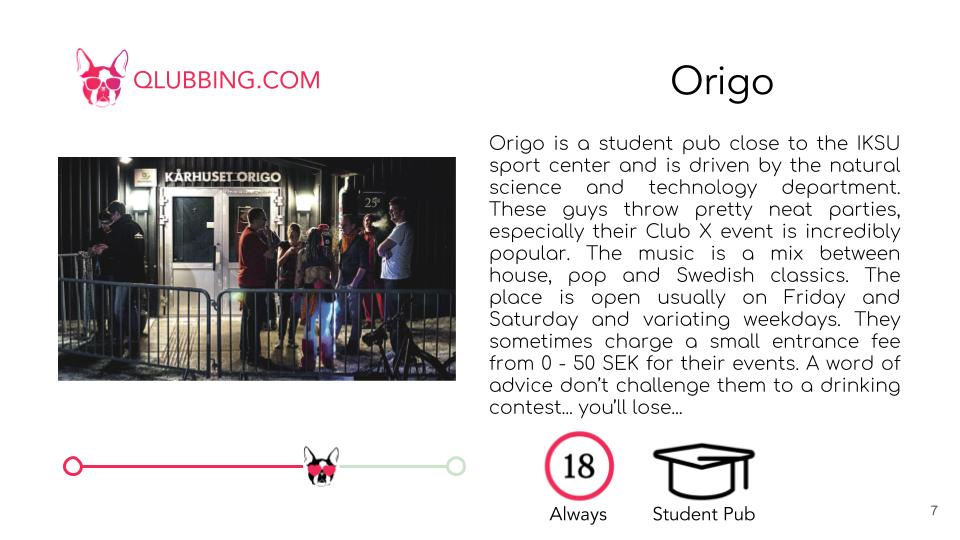 QLUBBING.COM
Origo
KÅRHUSET ORIGO
25
Origo is a student pub close to the IKSU
sport center and is driven by the natural
science and technology department.
These guys throw pretty neat parties,
especially their Club X event is incredibly
popular. The music is a mix between
house, pop and Swedish classics. The
place is open usually on Friday and
Saturday and variating weekdays. They
sometimes charge a small entrance fee
from 0 - 50 SEK for their events. A word of
advice don't challenge them to a drinking
contest... you'll lose...
18
Always
Student Pub
7